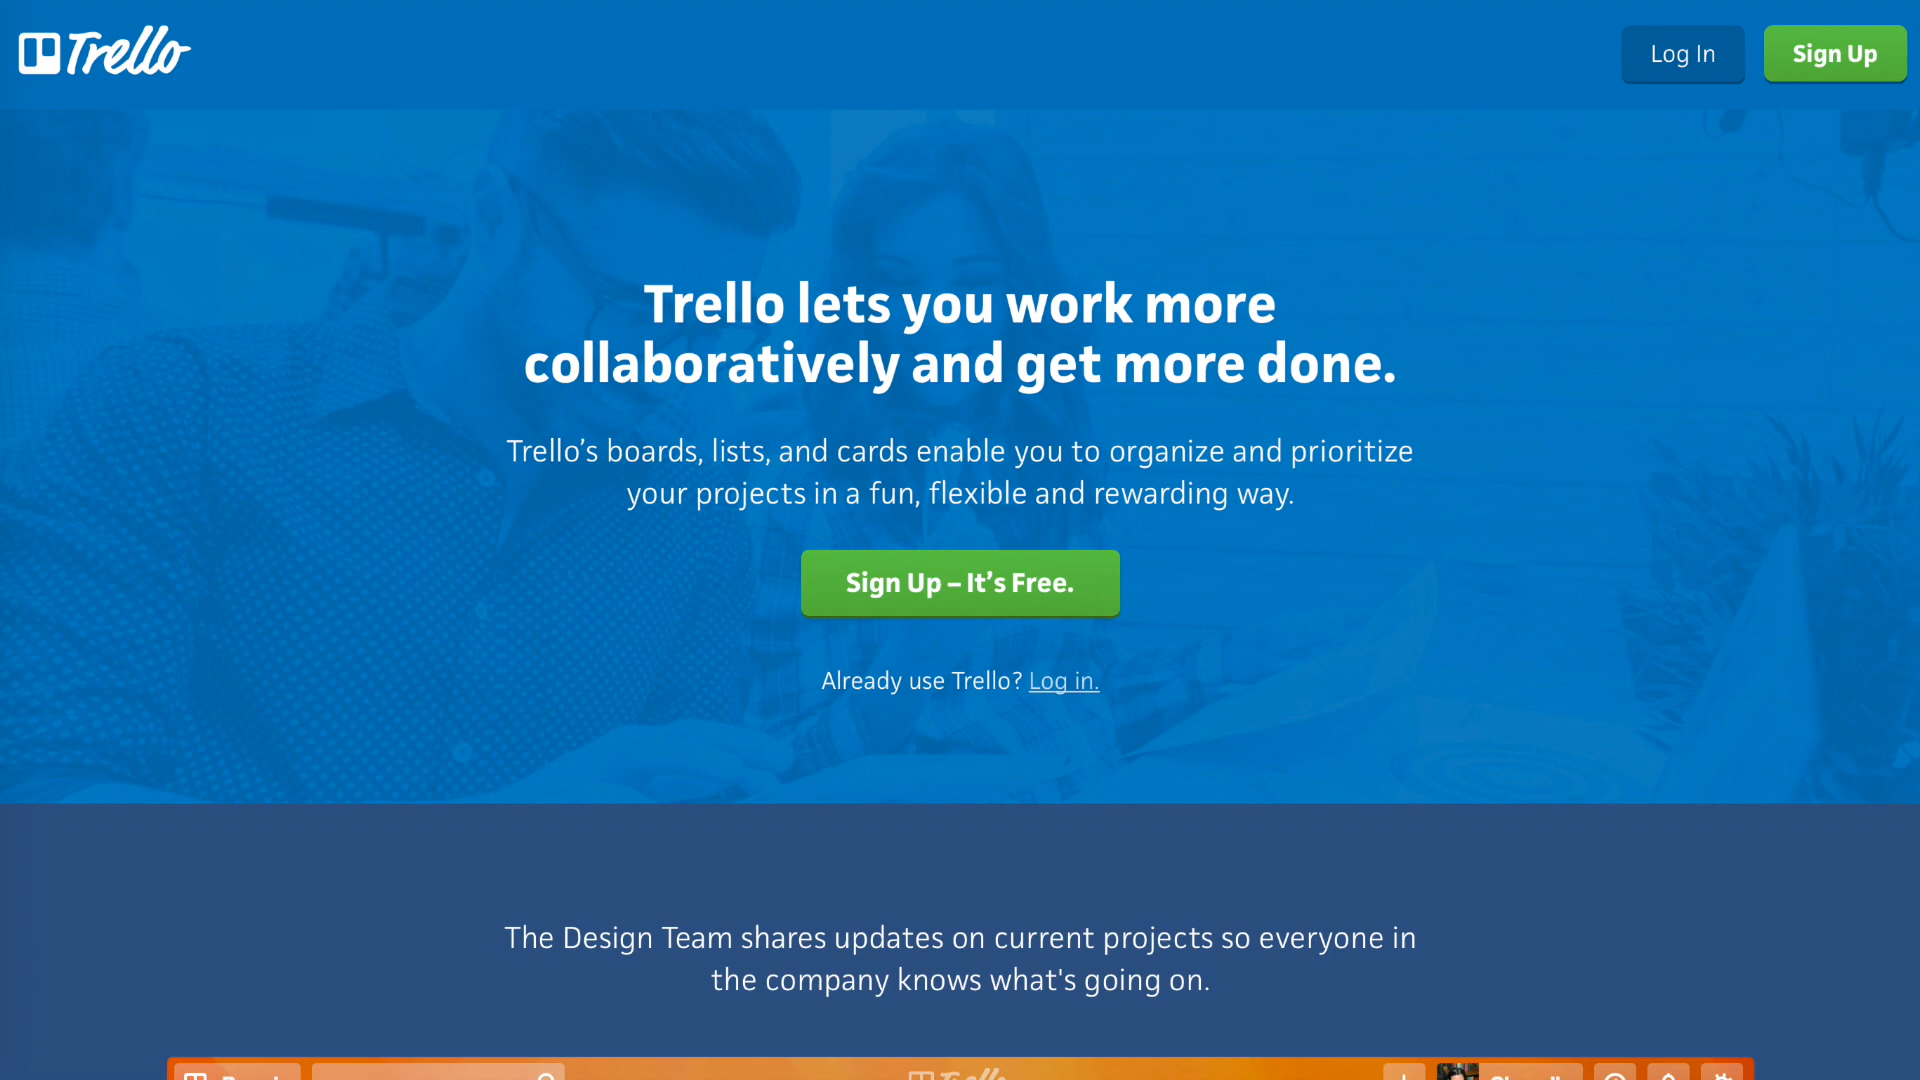 Trello
Log In
Sign Up
Trello lets you work more
collaboratively and get more done.
Trello’s boards, lists, and cards enable you to organize and prioritize
your projects in a fun, flexible and rewarding way.
Sign Up – It’s Free.
Already use Trello? Log in.
The Design Team shares updates on current projects so everyone in
the company knows what's going on.
Trello